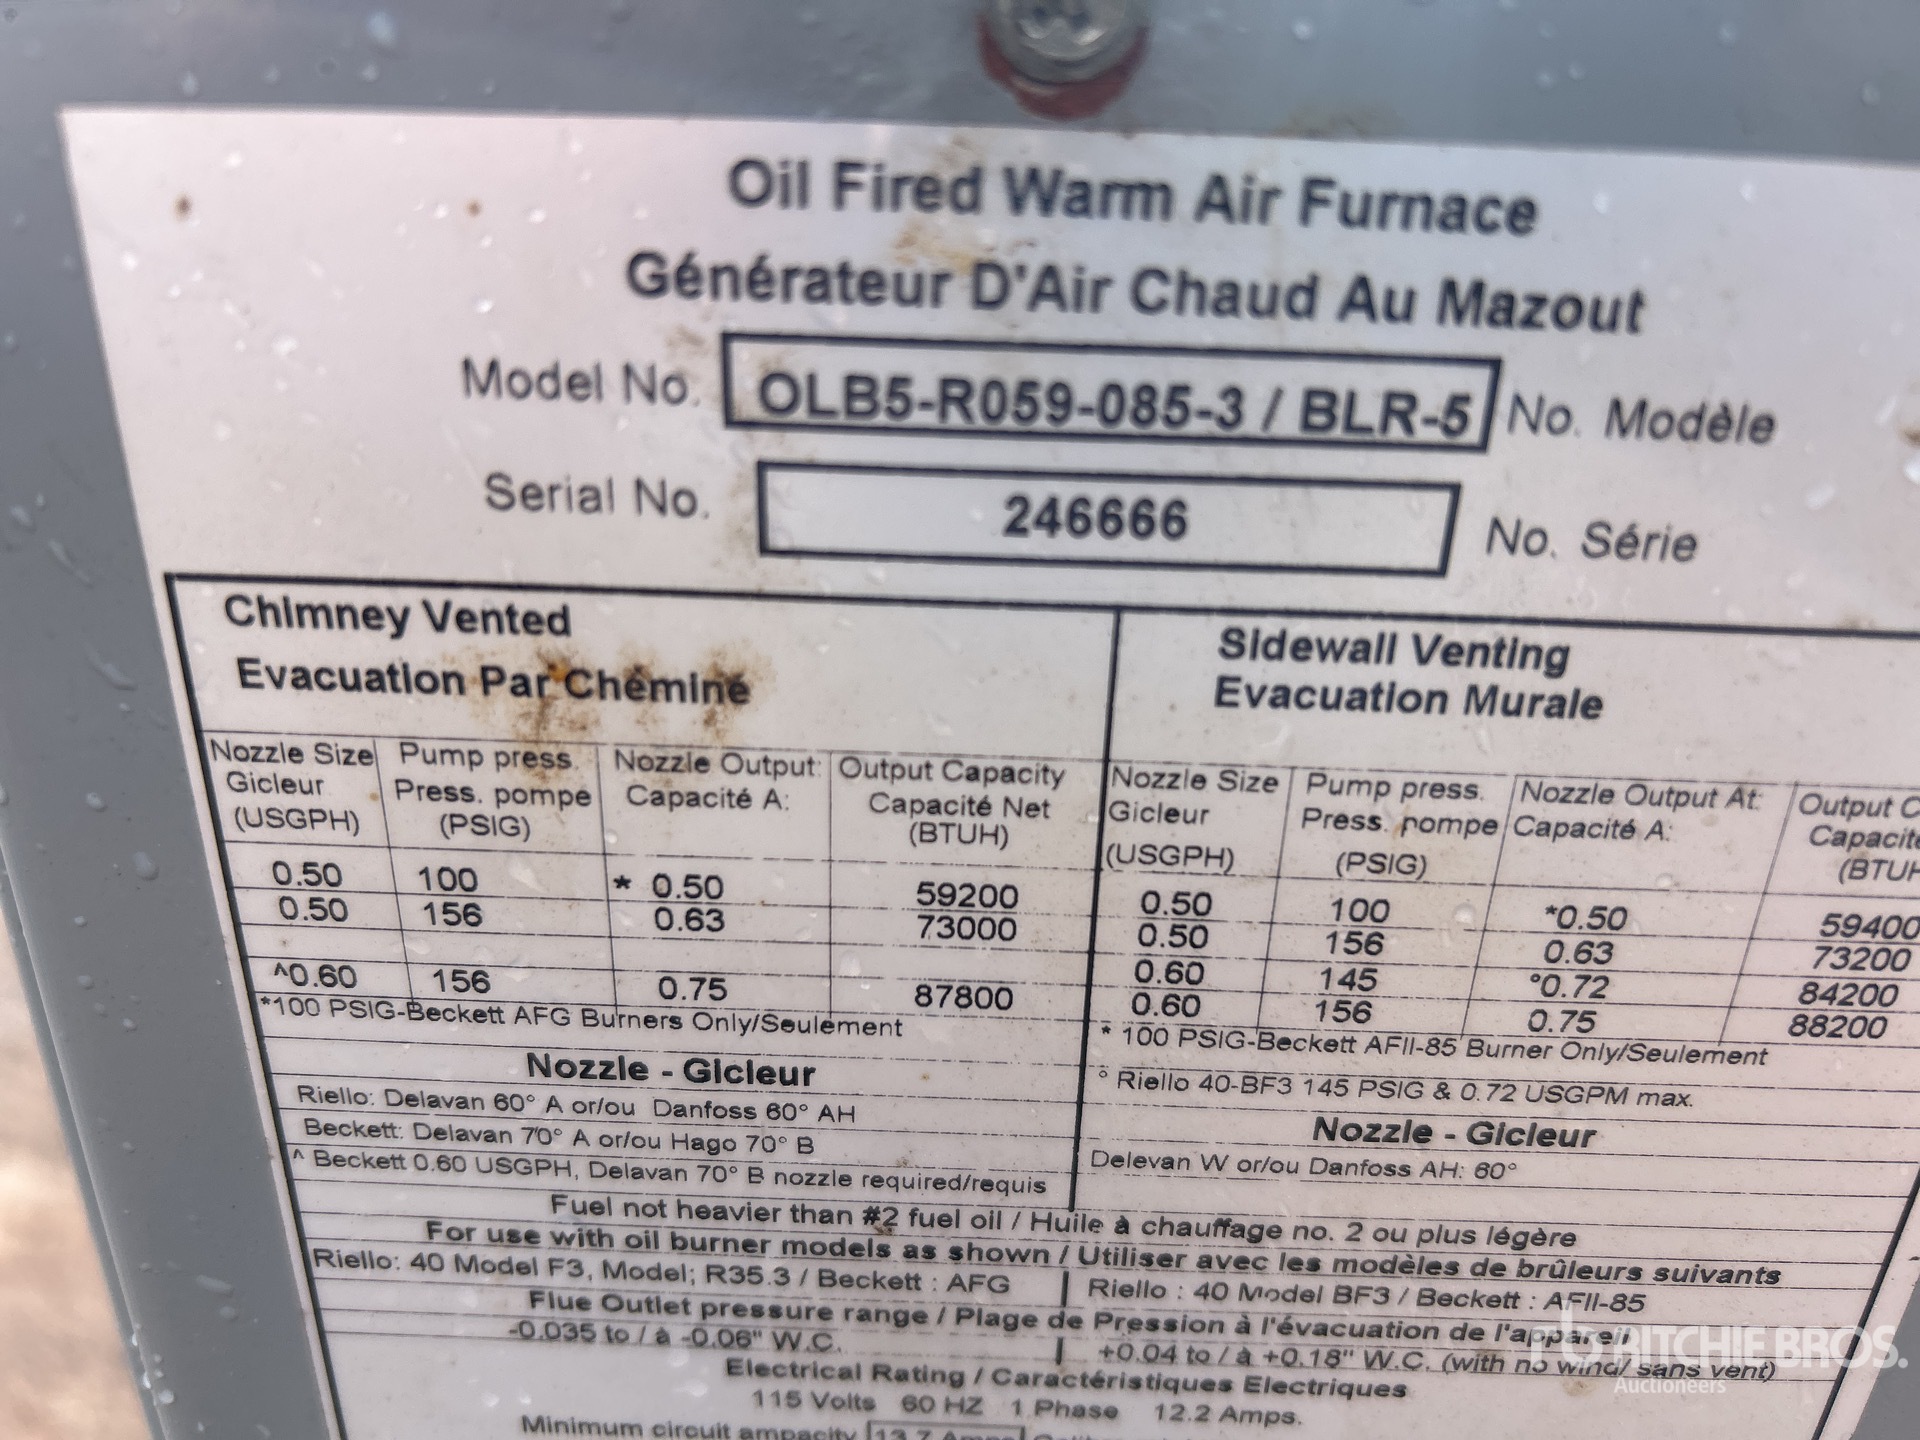 Oil Fired Warm Air Furnace
Générateur D'Air Chaud Au Mazout
Model No. OLB5-R059-085-3 / BLR-5 No. Modèle
Serial No. 246666 No. Série
Chimney Vented
Evacuation Par Chéminé
Nozzle Size Pump press. Nozzle Output: Output Capacity
Gicleur Press. pompe Capacité A: Capacité Net
(USGPH) (PSIG) (BTUH)
0.50 100 * 0.50 59200
0.50 156 0.63 73000
^0.60 156 0.75 87800
*100 PSIG-Beckett AFG Burners Only/Seulement
Nozzle - Gicleur
Riello: Delavan 60° A or/ou Danfoss 60° AH
Beckett: Delavan 70° A or/ou Hago 70° B
^ Beckett 0.60 USGPH, Delavan 70° B nozzle required/requis
Sidewall Venting
Evacuation Murale
Nozzle Size Pump press. Nozzle Output At: Output C
Gicleur Press. pompe Capacité A: Capacité
(USGPH) (PSIG) (BTUH
0.50 100 *0.50 59400
0.50 156 0.63 73200
0.60 145 °0.72 84200
0.60 156 0.75 88200
* 100 PSIG-Beckett AFII-85 Burner Only/Seulement
° Riello 40-BF3 145 PSIG & 0.72 USGPM max.
Nozzle - Gicleur
Delevan W or/ou Danfoss AH: 60°
Fuel not heavier than #2 fuel oil / Huile à chauffage no. 2 ou plus légère
For use with oil burner models as shown / Utiliser avec les modèles de brûleurs suivants
Riello: 40 Model F3, Model; R35.3 / Beckett : AFG | Riello : 40 Model BF3 / Beckett : AFII-85
Flue Outlet pressure range / Plage de Pression à l'évacuation de l'appareil
-0.035 to / à -0.06" W.C. | +0.04 to / à +0.18" W.C. (with no wind/ sans vent)
Electrical Rating / Caractéristiques Electriques
115 Volts 60 HZ 1 Phase 12.2 Amps.
Minimum circuit ampacity 13.7 Amps
RITCHIE BROS.
Auctioneers